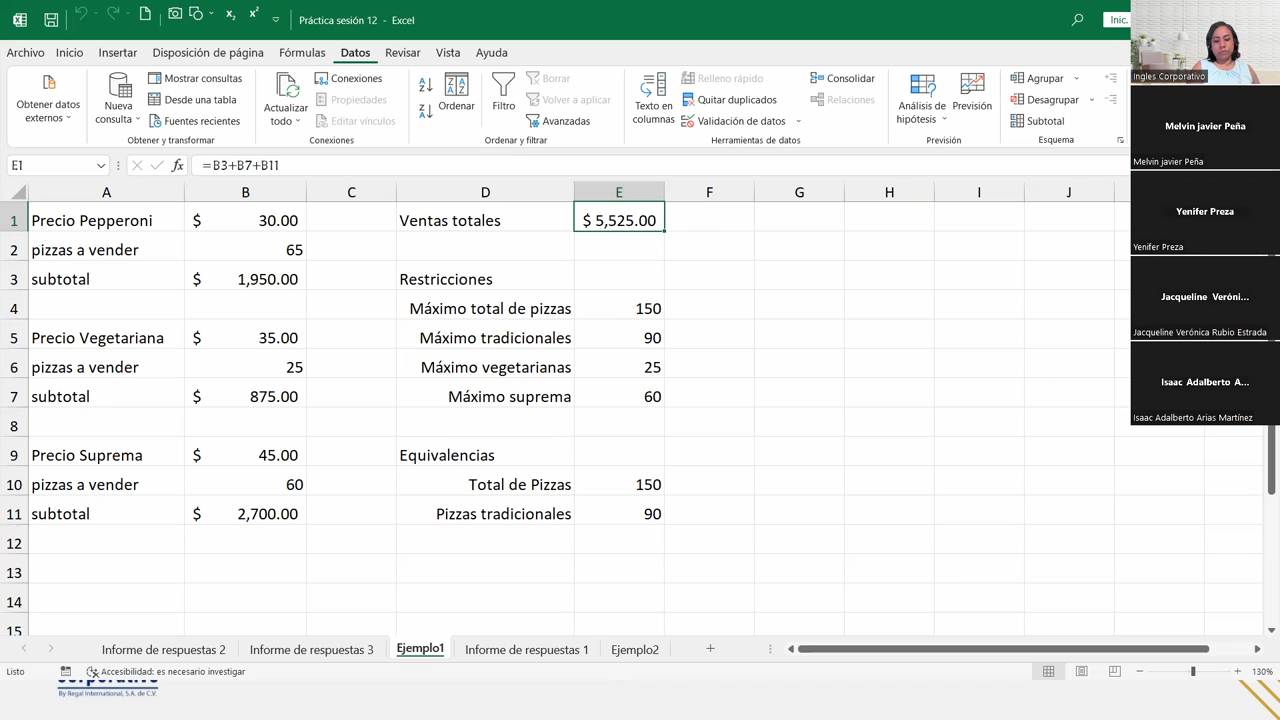 Práctica sesión 12 - Excel
Inic.
Archivo Inicio Insertar Disposición de página Fórmulas Datos Revisar Vista Ayuda
Obtener datos externos
Nueva consulta
Mostrar consultas
Desde una tabla
Fuentes recientes
Obtener y transformar
Actualizar todo
Conexiones
Propiedades
Editar vínculos
Conexiones
Ordenar
Filtro
Borrar
Volver a aplicar
Avanzadas
Ordenar y filtrar
Texto en columnas
Relleno rápido
Quitar duplicados
Validación de datos
Consolidar
Relaciones
Herramientas de datos
Análisis de hipótesis
Previsión
Previsión
Agrupar
Desagrupar
Subtotal
Esquema
E1 fx =B3+B7+B11
A B C D E F G H I J
1 Precio Pepperoni $ 30.00 Ventas totales $ 5,525.00
2 pizzas a vender 65
3 subtotal $ 1,950.00 Restricciones
4 Máximo total de pizzas 150
5 Precio Vegetariana $ 35.00 Máximo tradicionales 90
6 pizzas a vender 25 Máximo vegetarianas 25
7 subtotal $ 875.00 Máximo suprema 60
8
9 Precio Suprema $ 45.00 Equivalencias
10 pizzas a vender 60 Total de Pizzas 150
11 subtotal $ 2,700.00 Pizzas tradicionales 90
12
13
14
15
Informe de respuestas 2 Informe de respuestas 3 Ejemplo1 Informe de respuestas 1 Ejemplo2
Listo Accesibilidad: es necesario investigar 130%
By Regal International, S.A. de C.V.
Ingles Corporativo
Melvin javier Peña
Melvin javier Peña
Yenifer Preza
Yenifer Preza
Jacqueline Veróni...
Jacqueline Verónica Rubio Estrada
Isaac Adalberto A...
Isaac Adalberto Arias Martínez